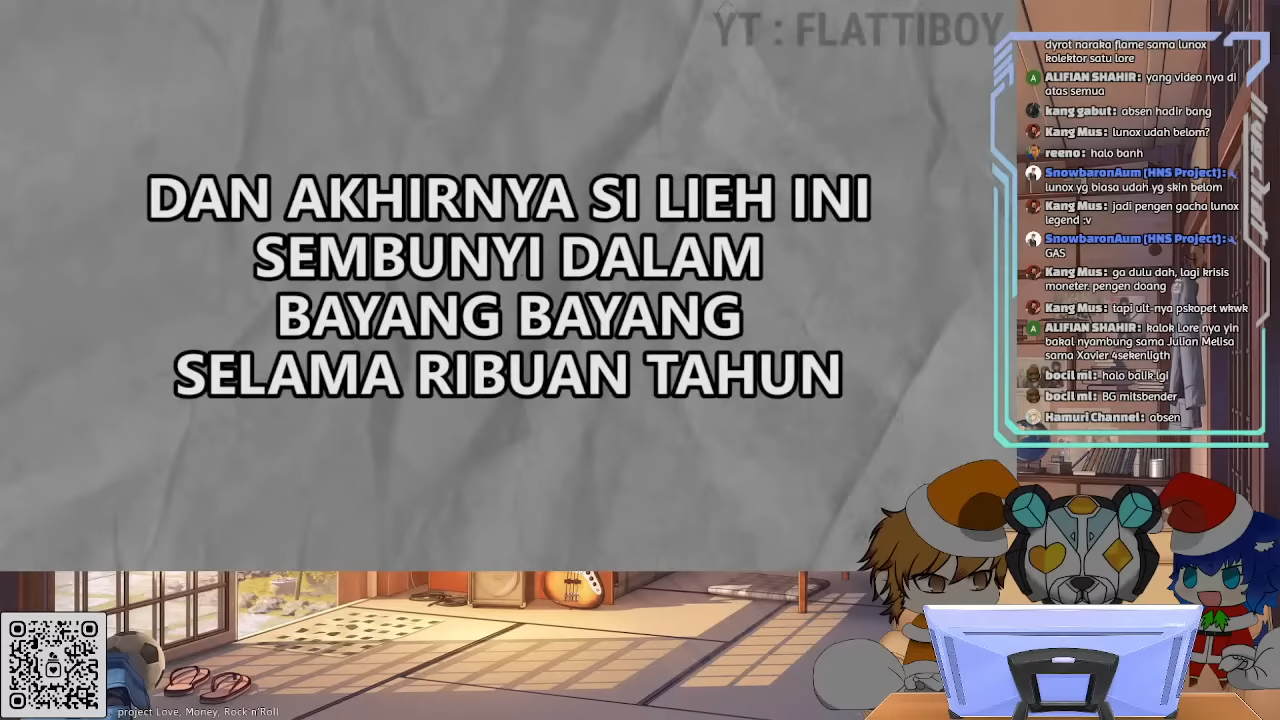 YT : FLATTIBOY
DAN AKHIRNYA SI LIEH INI
SEMBUNYI DALAM
BAYANG BAYANG
SELAMA RIBUAN TAHUN
dyrot naraka flame sama lunox
kolektor satu lore
A ALIFIAN SHAHIR: yang video nya di
atas semua
kang gabut: absen hadir bang
Kang Mus: lunox udah belom?
reeno: halo banh
SnowbaronAum [HNS Project]:
lunox yg biasa udah yg skin belom
Kang Mus: jadi pengen gacha lunox
legend :v
SnowbaronAum [HNS Project]:
GAS
Kang Mus: ga dulu dah, lagi krisis
moneter. pengen doang
Kang Mus: tapi ult-nya pskopet wkwk
A ALIFIAN SHAHIR: kalok Lore nya yin
bakal nyambung sama Julian Melisa
sama Xavier 4sekenligth
bocil ml: halo balik lgi
bocil ml: BG mitsbender
Hamuri Channel: absen
project Love, Money, Rock'n'Roll